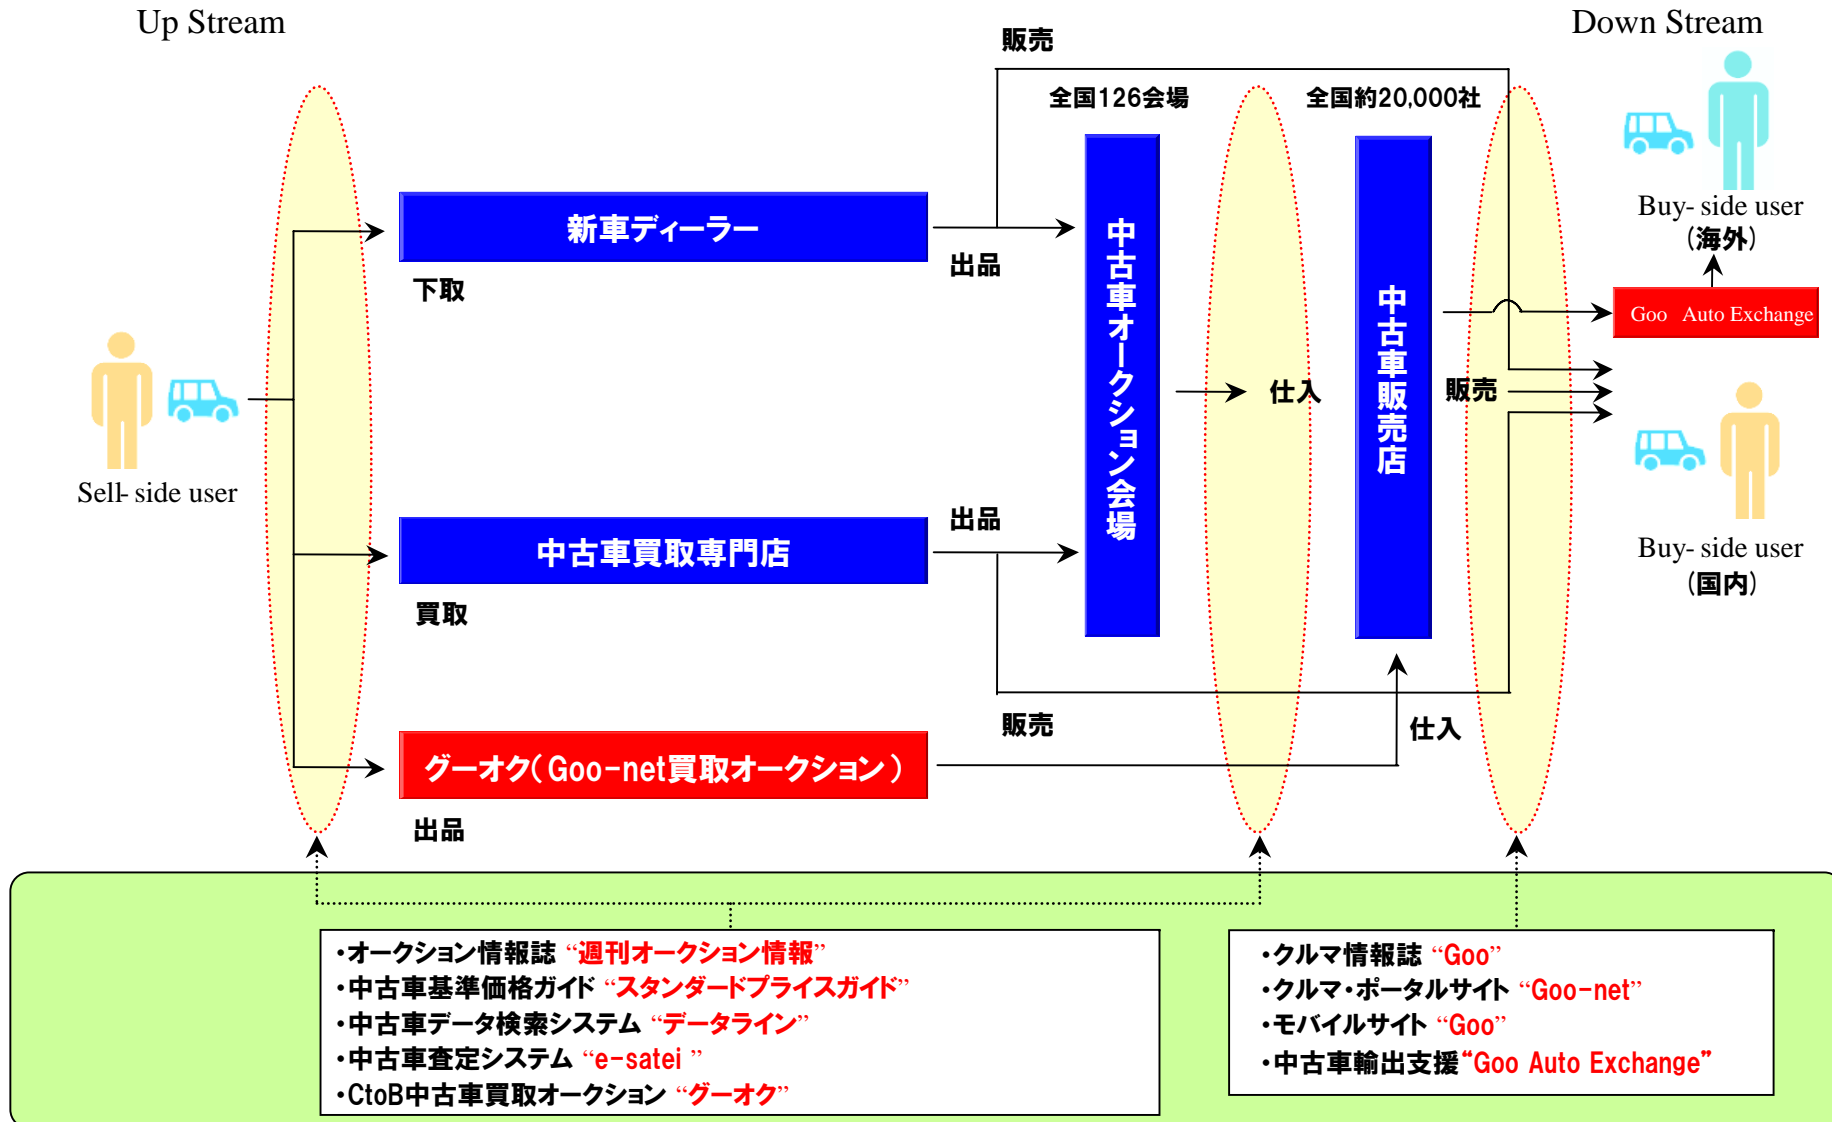 Up Stream
Down Stream
販売
全国126会場
全国約20,000社
新車ディーラー
下取
出品
中古車オークション会場
仕入
中古車販売店
販売
Buy- side user
(海外)
Goo Auto Exchange
Sell- side user
中古車買取専門店
買取
出品
Buy- side user
(国内)
販売
仕入
グーオク(Goo-net買取オークション)
出品
・オークション情報誌 “週刊オークション情報”
・中古車基準価格ガイド “スタンダードプライスガイド”
・中古車データ検索システム “データライン”
・中古車査定システム “e-satei ”
・CtoB中古車買取オークション “グーオク”
・クルマ情報誌 “Goo”
・クルマ・ポータルサイト “Goo-net”
・モバイルサイト “Goo”
・中古車輸出支援“Goo Auto Exchange”